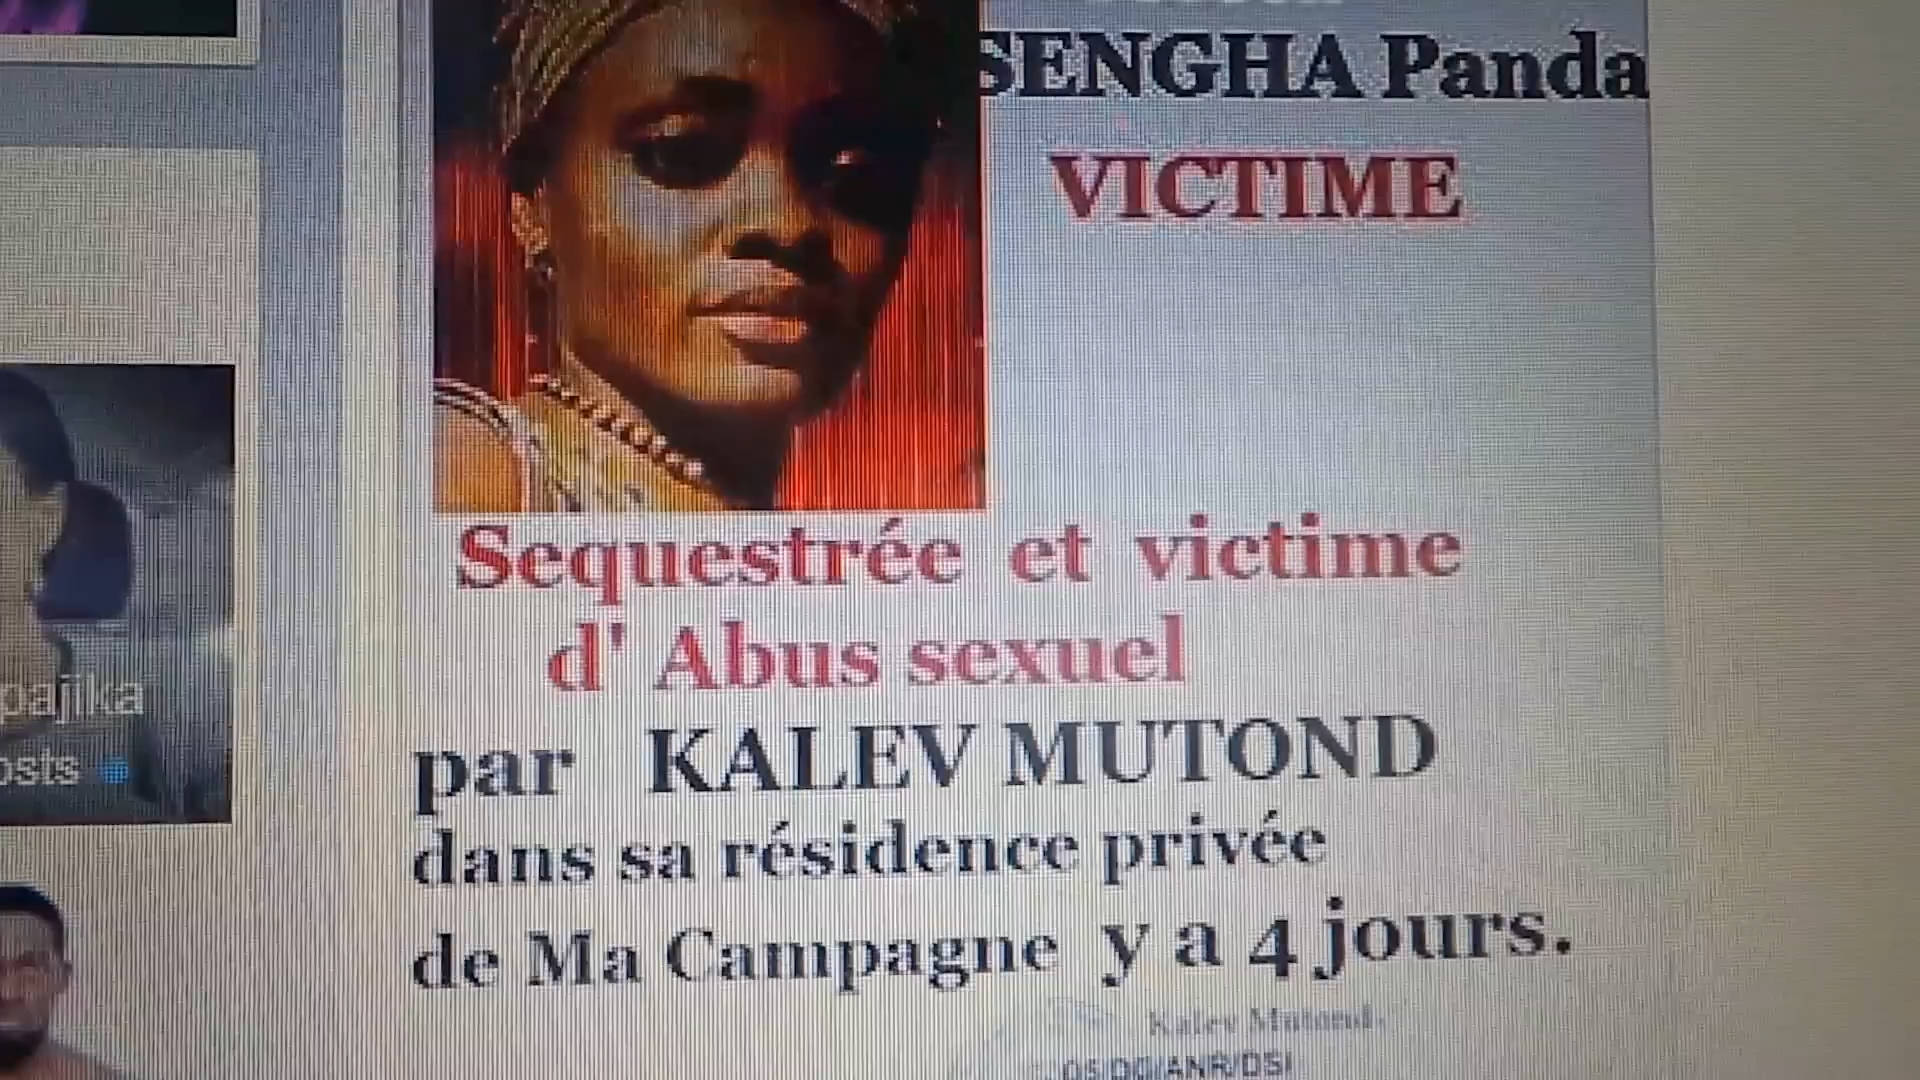 SENGHA Panda
VICTIME
Sequestrée et victime
d' Abus sexuel
par KALEV MUTOND
dans sa résidence privée
de Ma Campagne y a 4 jours.
Kalev Mutond.
pajika
osts